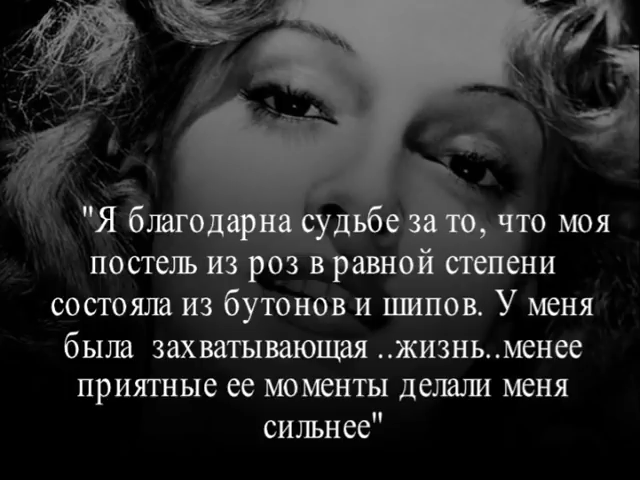 "Я благодарна судьбе за то, что моя
постель из роз в равной степени
состояла из бутонов и шипов. У меня
была захватывающая ..жизнь..менее
приятные ее моменты делали меня
сильнее"